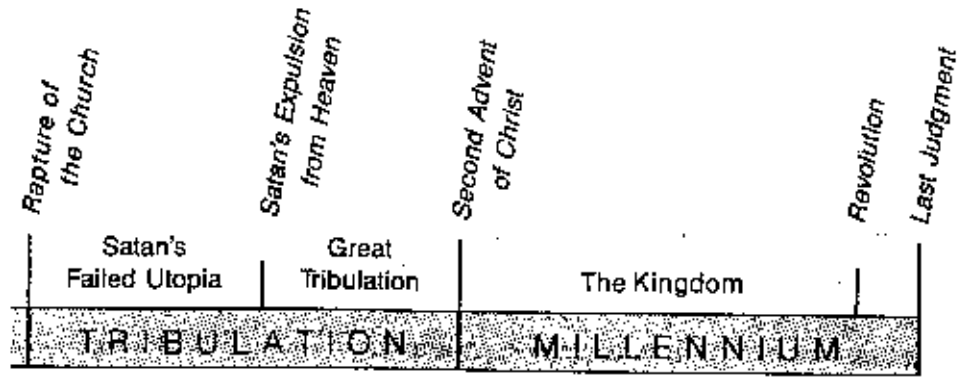 Rapture of
the Church
Satan's Expulsion
from Heaven
Second Advent
of Christ
Revolution
Last Judgment
Satan's
Failed Utopia
Great
Tribulation
The Kingdom
TRIBULATION
MILLENNIUM